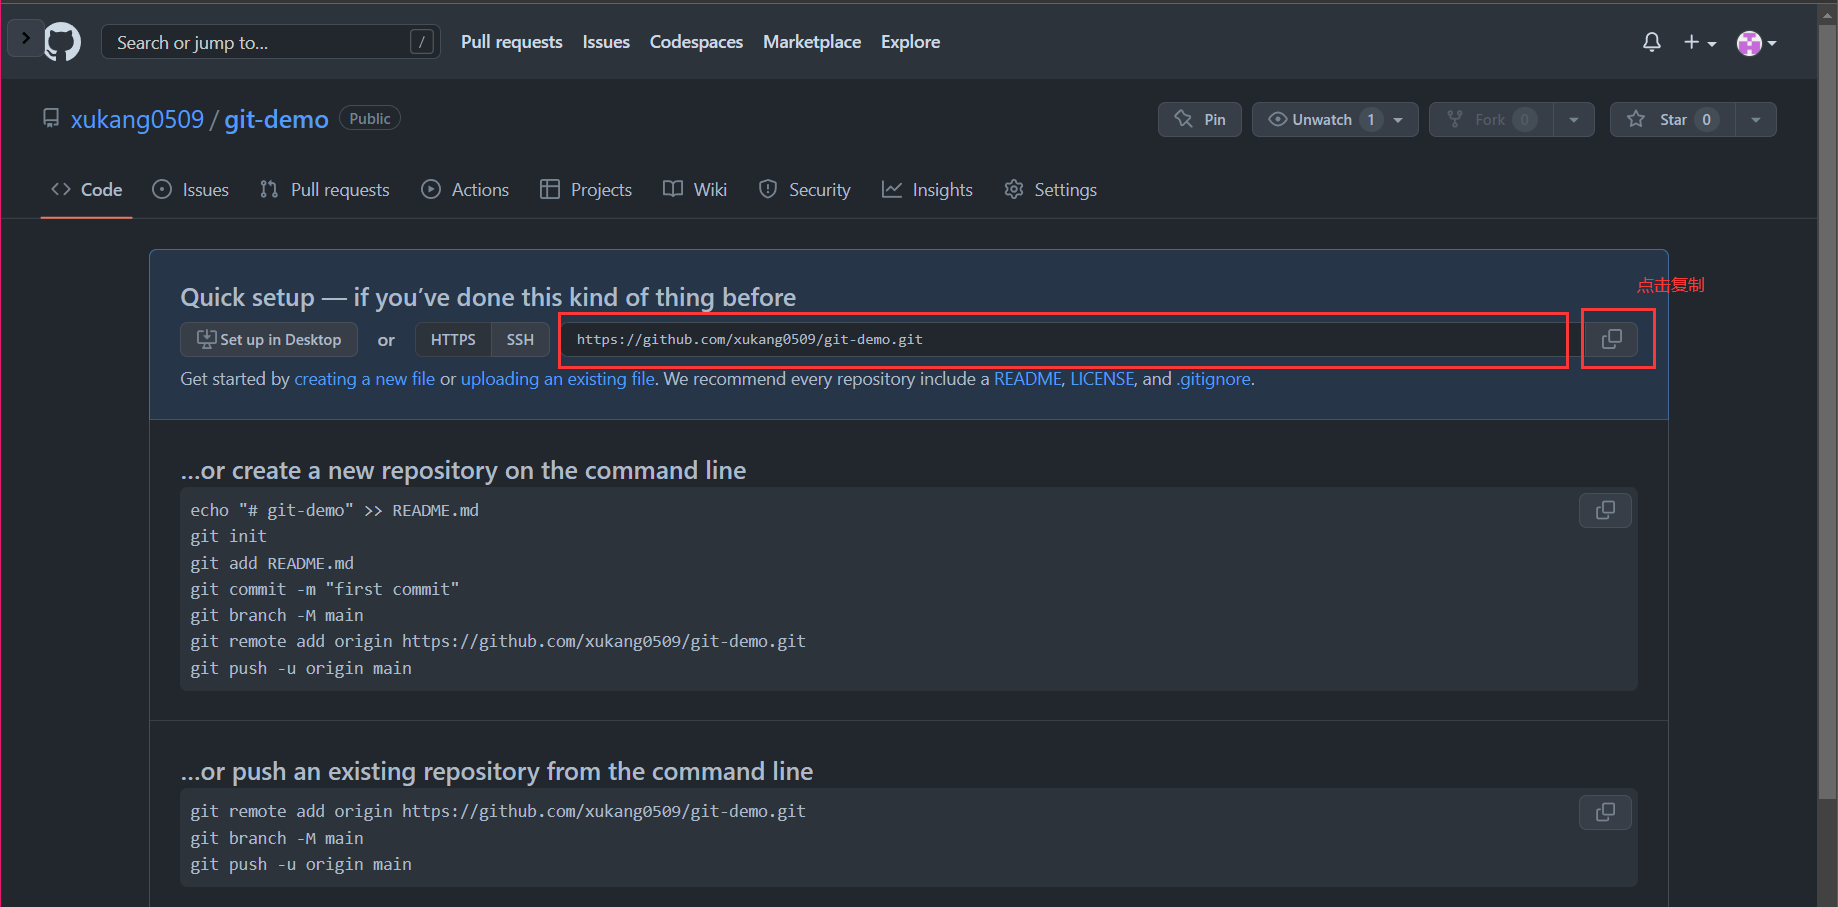 Search or jump to... /
Pull requests
Issues
Codespaces
Marketplace
Explore
xukang0509 / git-demo Public
Pin
Unwatch 1
Fork 0
Star 0
Code
Issues
Pull requests
Actions
Projects
Wiki
Security
Insights
Settings
点击复制
Quick setup — if you’ve done this kind of thing before
Set up in Desktop or HTTPS SSH https://github.com/xukang0509/git-demo.git
Get started by creating a new file or uploading an existing file. We recommend every repository include a README, LICENSE, and .gitignore.
...or create a new repository on the command line
echo "# git-demo" >> README.md
git init
git add README.md
git commit -m "first commit"
git branch -M main
git remote add origin https://github.com/xukang0509/git-demo.git
git push -u origin main
...or push an existing repository from the command line
git remote add origin https://github.com/xukang0509/git-demo.git
git branch -M main
git push -u origin main